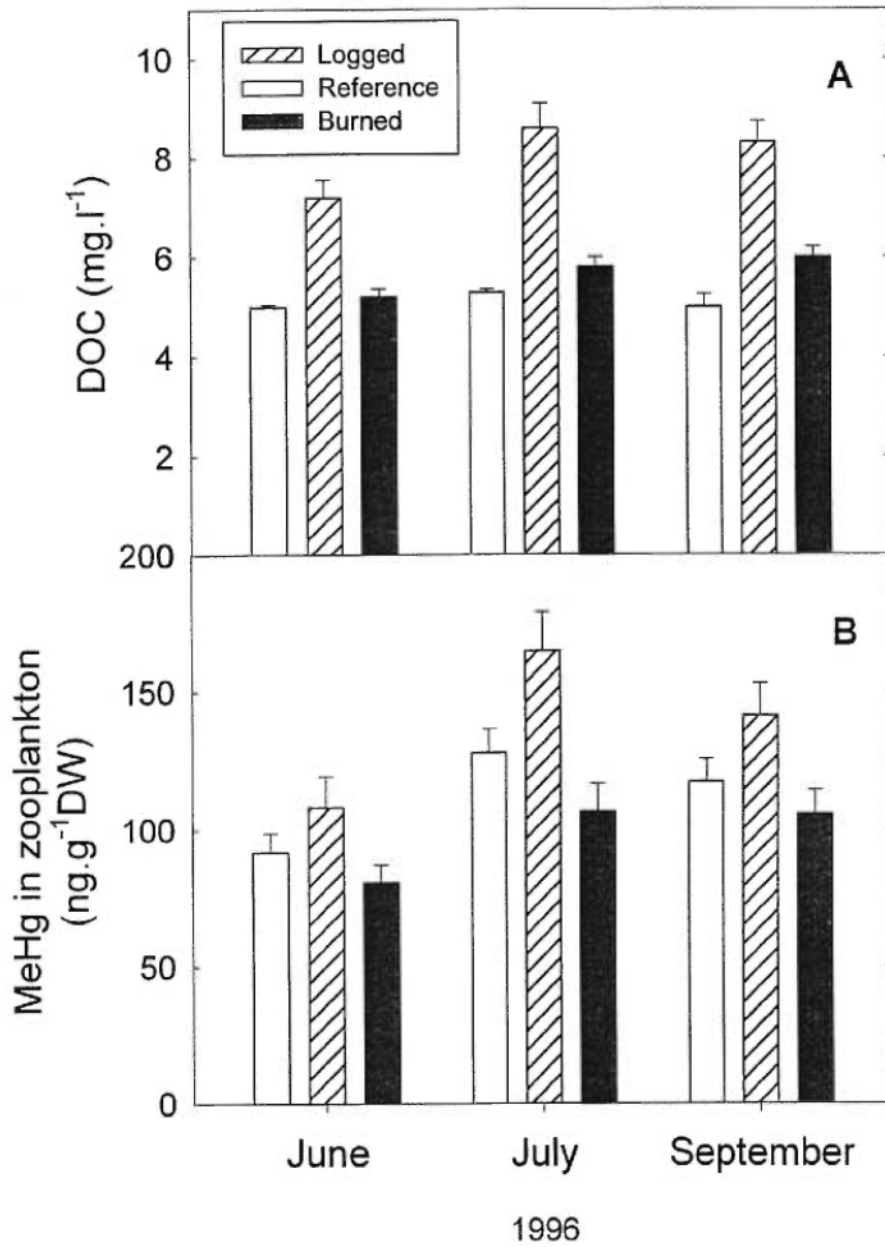 Logged
Reference
Burned
A
10
8
6
4
2
DOC (mg.l⁻¹)
200
B
150
100
50
0
MeHg in zooplankton
(ng.g⁻¹DW)
June July September
1996